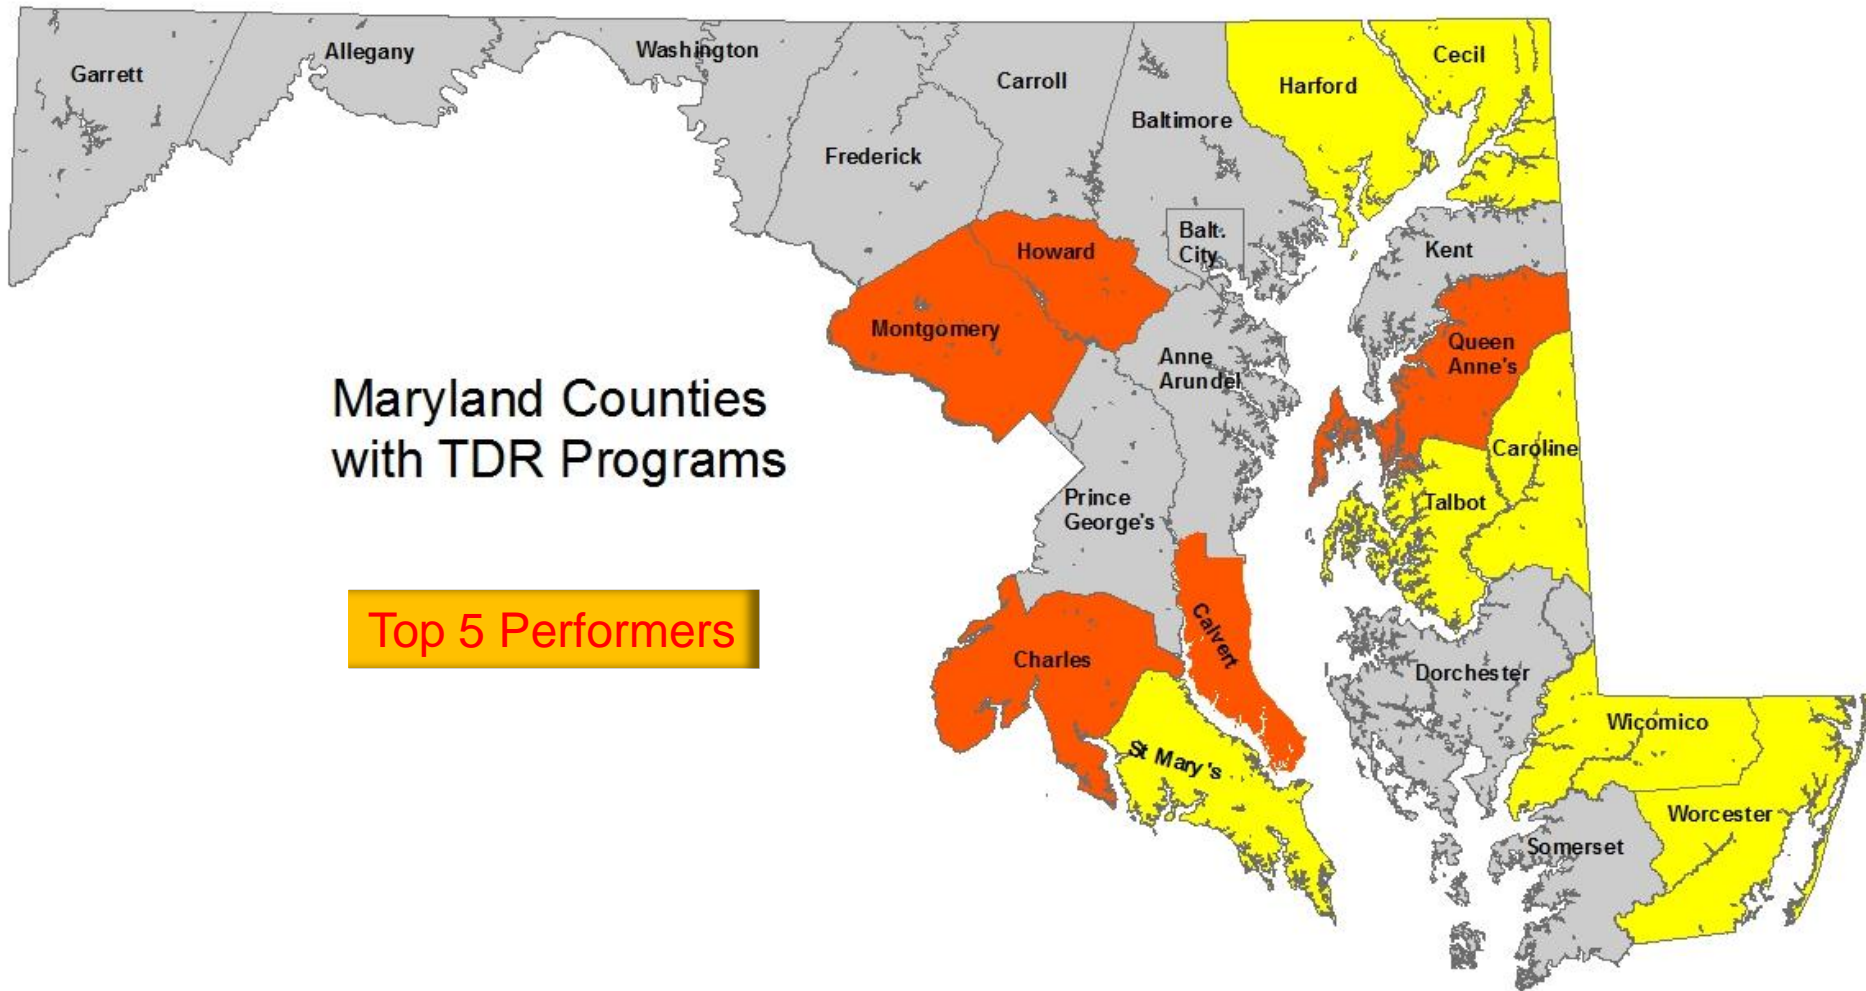 Garrett
Allegany
Washington
Frederick
Carroll
Baltimore
Balt.
City
Harford
Cecil
Kent
Howard
Montgomery
Anne
Arundel
Queen
Anne's
Caroline
Talbot
Prince
George's
Maryland Counties
with TDR Programs
Top 5 Performers
Charles
Calvert
St Mary's
Dorchester
Wicomico
Worcester
Somerset